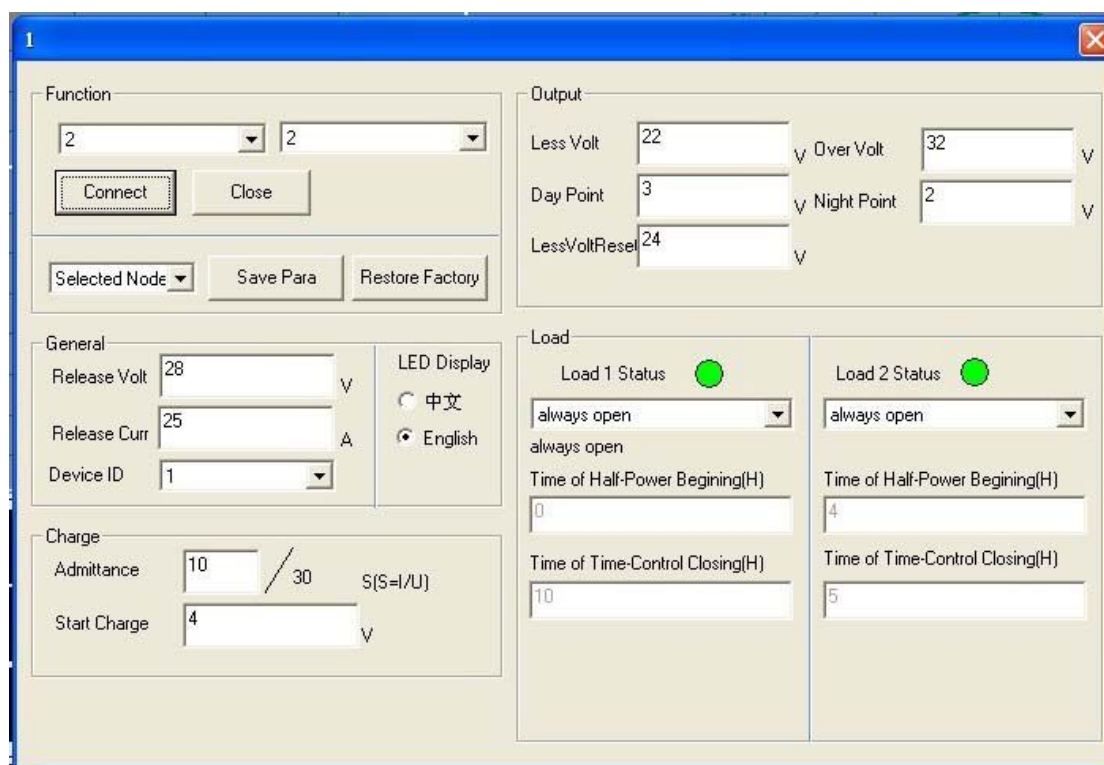 1
Function
2 2
Connect Close
Selected Node Save Para Restore Factory
General
Release Volt 28 V
Release Curr 25 A
Device ID 1
LED Display
中文
English
Charge
Admittance 10 / 30 S(S=I/U)
Start Charge 4 V
Output
Less Volt 22 V Over Volt 32 V
Day Point 3 V Night Point 2 V
LessVoltReset 24 V
Load
Load 1 Status
always open
always open
Time of Half-Power Begining(H)
0
Time of Time-Control Closing(H)
10
Load 2 Status
always open
Time of Half-Power Begining(H)
4
Time of Time-Control Closing(H)
5